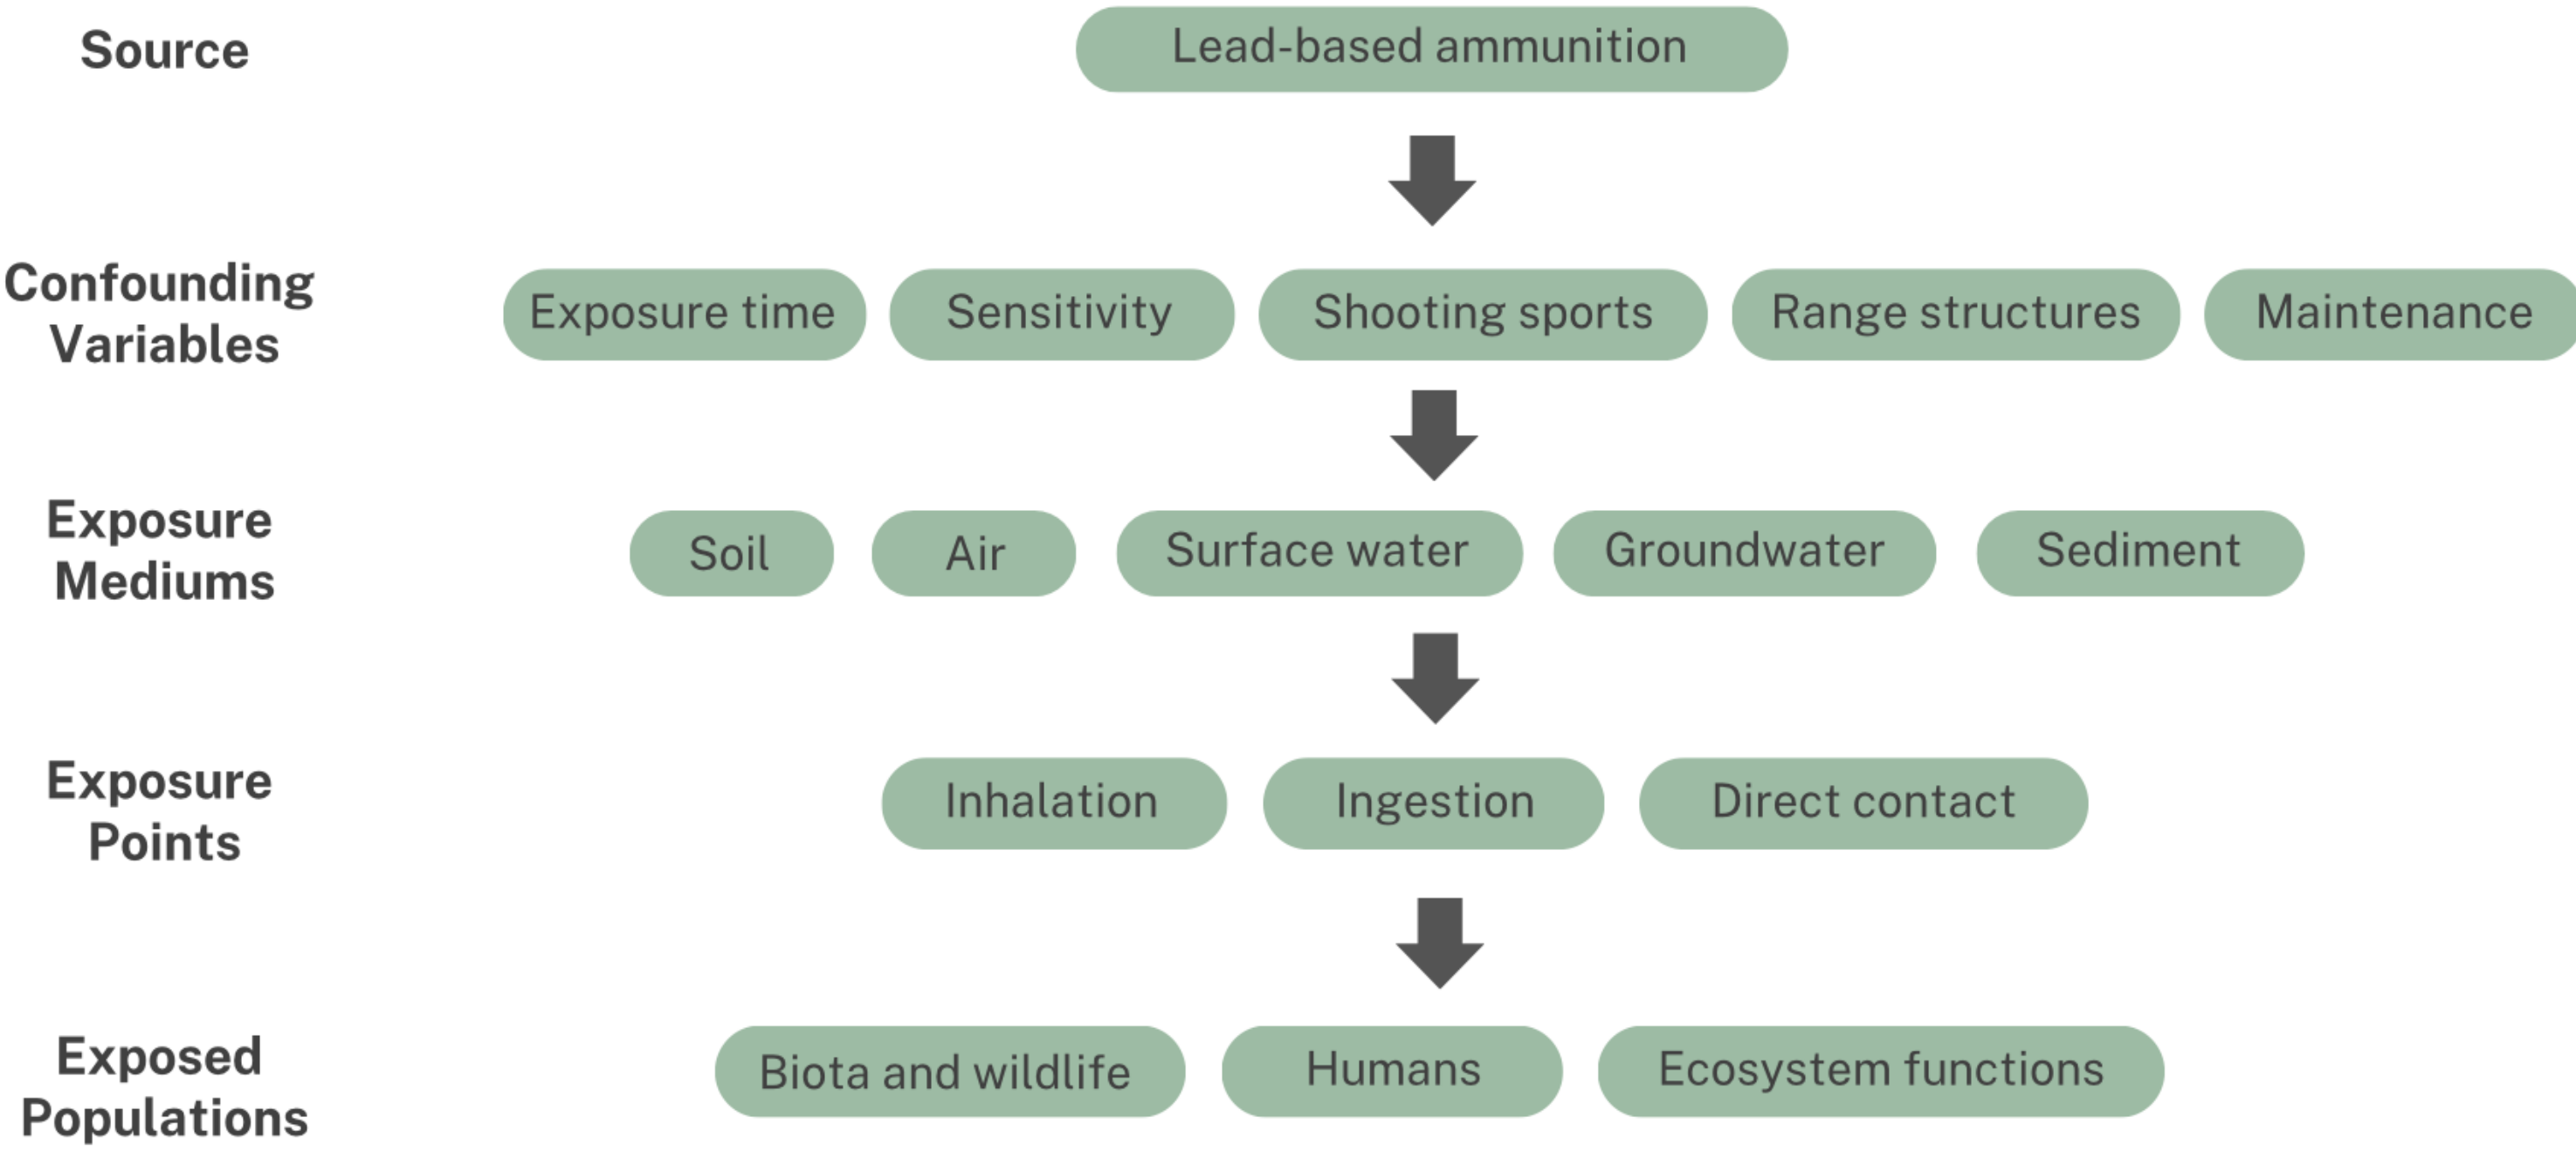 Source
Lead-based ammunition
Confounding
Variables
Exposure time
Sensitivity
Shooting sports
Range structures
Maintenance
Exposure
Mediums
Soil
Air
Surface water
Groundwater
Sediment
Exposure
Points
Inhalation
Ingestion
Direct contact
Exposed
Populations
Biota and wildlife
Humans
Ecosystem functions